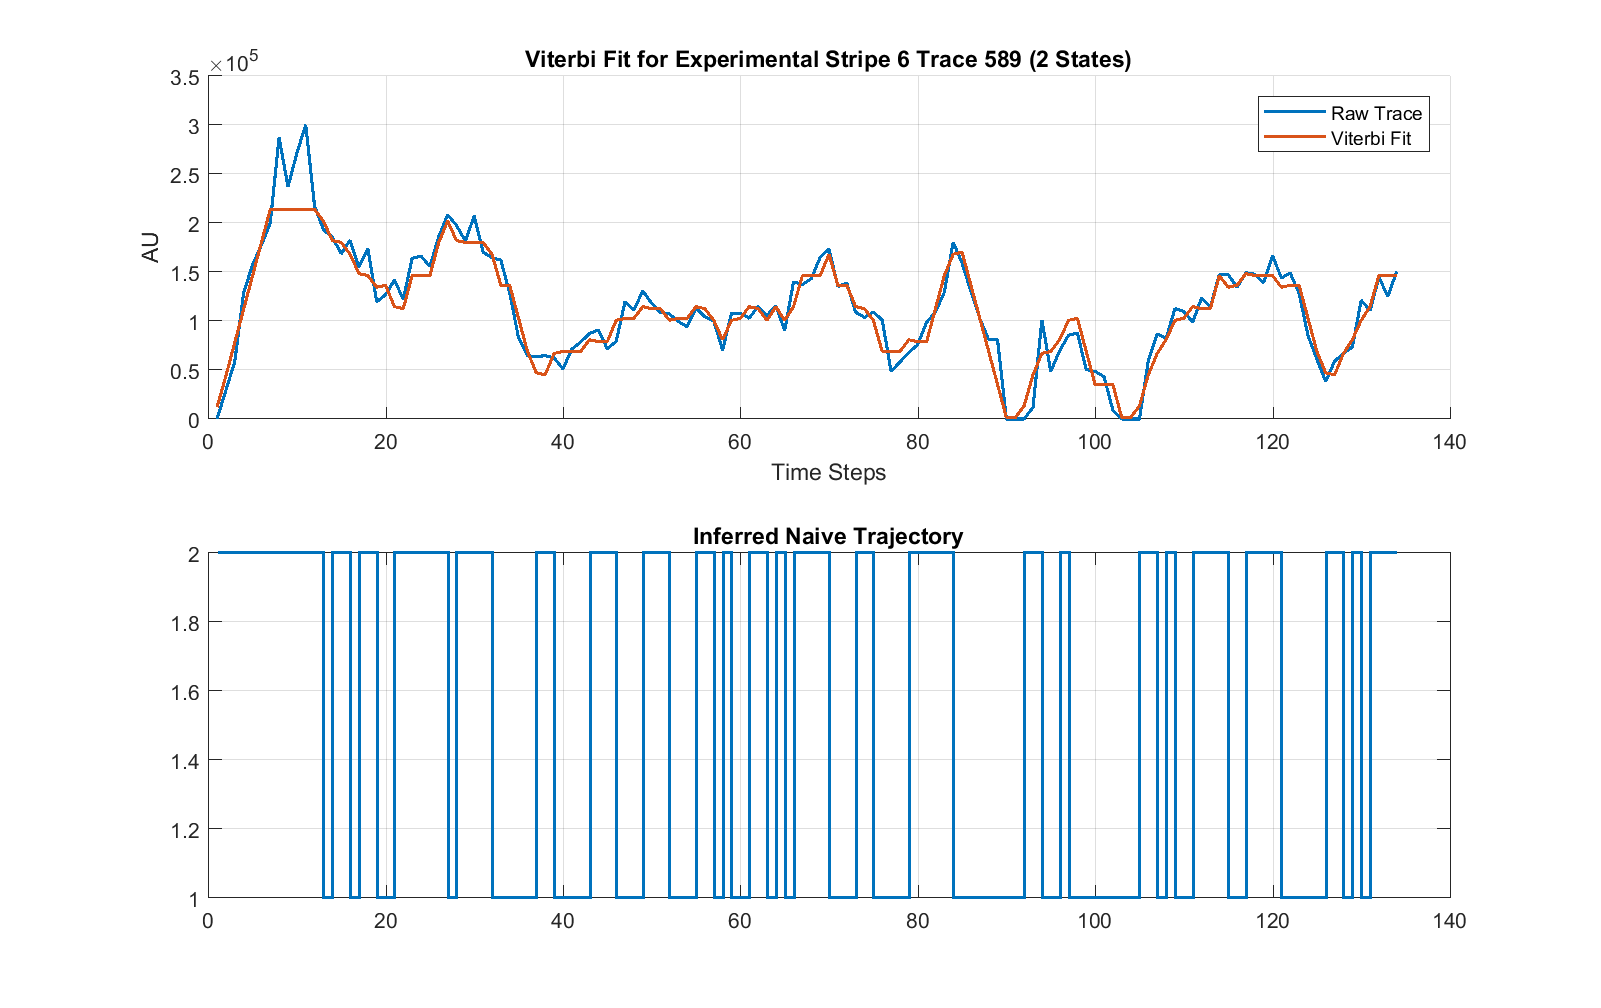 Viterbi Fit for Experimental Stripe 6 Trace 589 (2 States)
×10^5
3.5
3
2.5
2
1.5
1
0.5
0
AU
Raw Trace
Viterbi Fit
0 20 40 60 80 100 120 140
Time Steps
Inferred Naive Trajectory
2
1.8
1.6
1.4
1.2
1
0 20 40 60 80 100 120 140